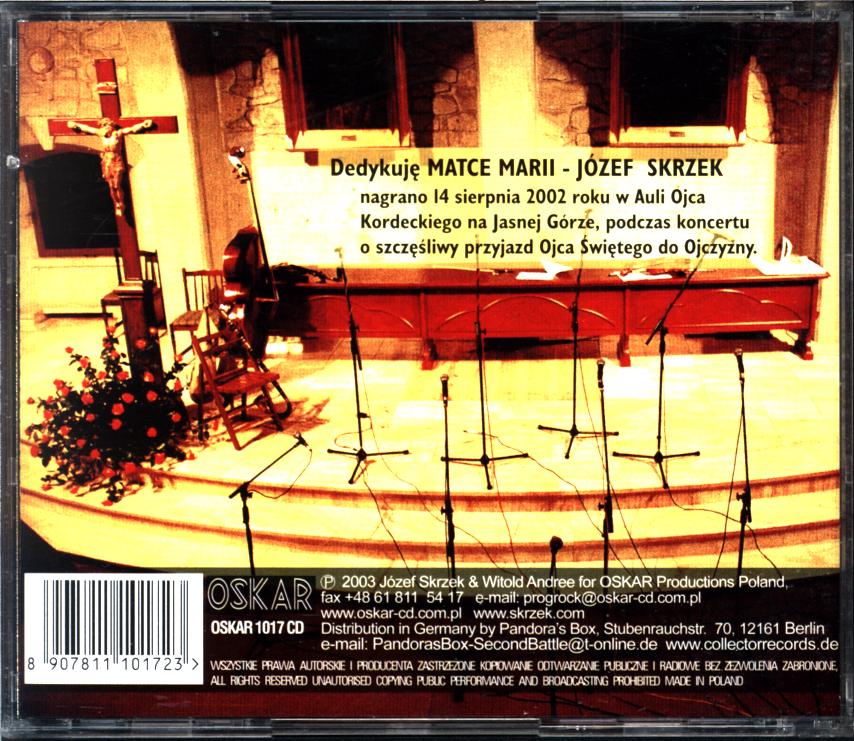 Dedykuję MATCE MARII - JÓZEF SKRZEK
nagrano 14 sierpnia 2002 roku w Auli Ojca
Kordeckiego na Jasnej Górze, podczas koncertu
o szczęśliwy przyjazd Ojca Świętego do Ojczyzny.
OSKAR
OSKAR 1017 CD
℗ 2003 Józef Skrzek & Witold Andree for OSKAR Productions Poland,
fax +48 61 811 54 17 e-mail: progrock@oskar-cd.com.pl
www.oskar-cd.com.pl www.skrzek.com
Distribution in Germany by Pandora's Box, Stubenrauchstr. 70, 12161 Berlin
e-mail: PandorasBox-SecondBattle@t-online.de www.collectorrecords.de
8 907811 101723 >
WSZYSTKIE PRAWA AUTORSKIE I PRODUCENTA ZASTRZEŻONE KOPIOWANIE ODTWARZANIE PUBLICZNE I RADIOWE BEZ ZEZWOLENIA ZABRONIONE,
ALL RIGHTS RESERVED UNAUTORISED COPYING PUBLIC PERFORMANCE AND BROADCASTING PROHIBITED MADE IN POLAND